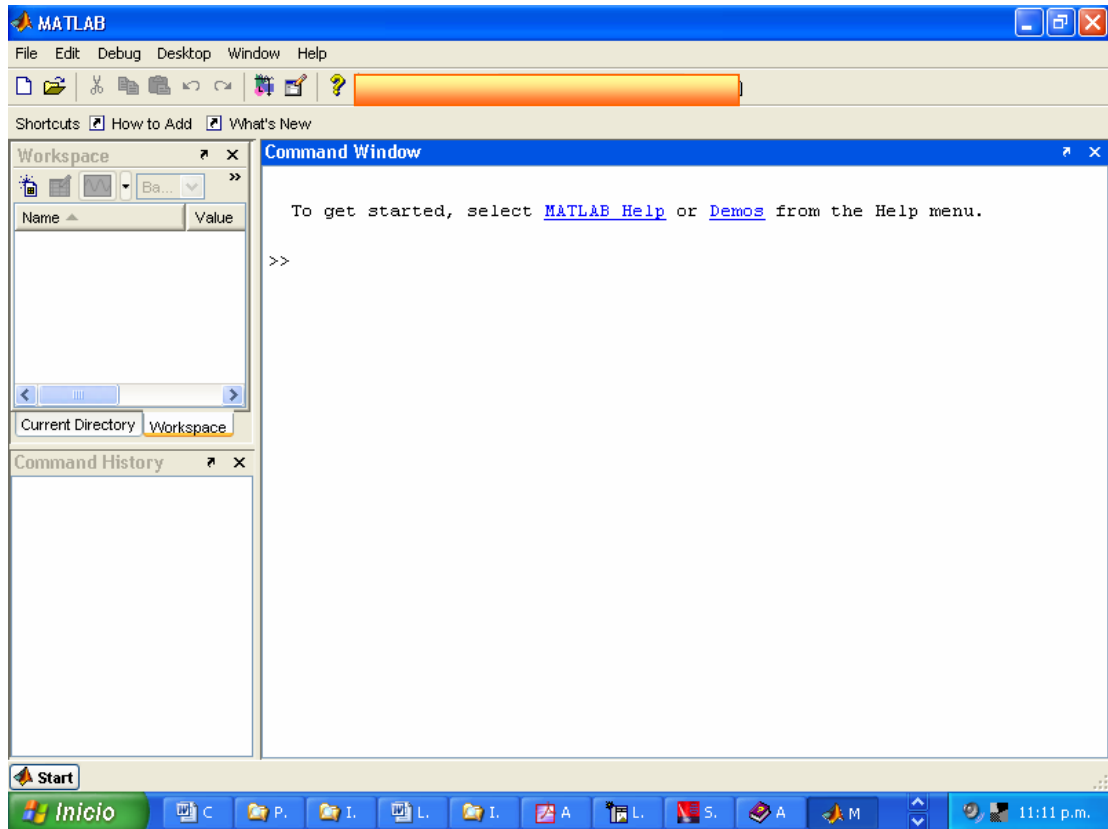 MATLAB
File Edit Debug Desktop Window Help
Shortcuts How to Add What's New
Workspace
Ba...
Name Value
Current Directory Workspace
Command History
Command Window
To get started, select MATLAB Help or Demos from the Help menu.
>>
Start
Inicio C P. I. L. I. A L. S. A M 11:11 p.m.